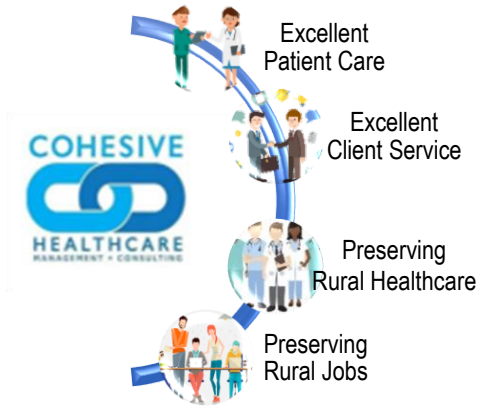 Excellent
Patient Care
Excellent
Client Service
COHESIVE
HEALTHCARE
MANAGEMENT + CONSULTING
Preserving
Rural Healthcare
Preserving
Rural Jobs